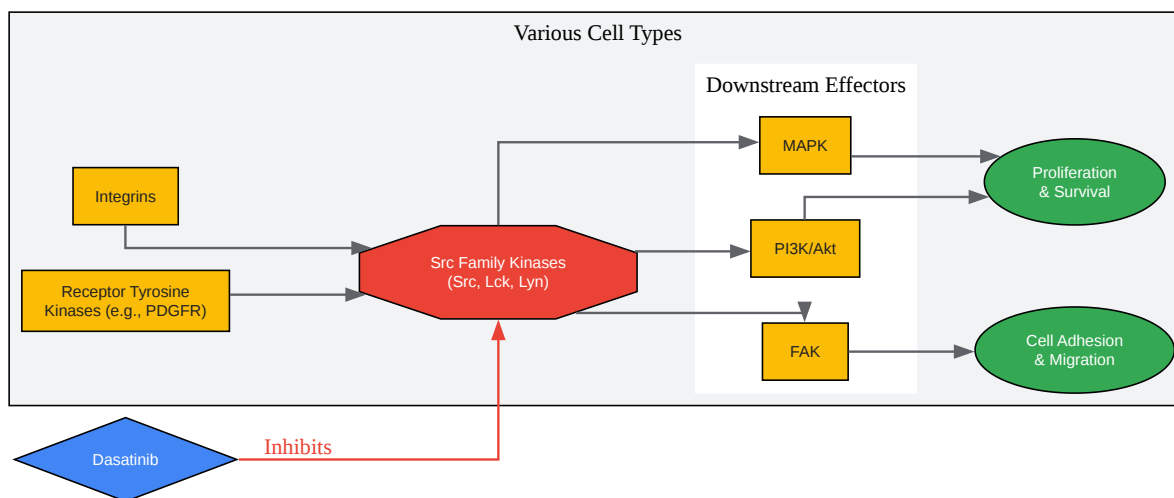 Various Cell Types
Downstream Effectors
MAPK
Proliferation
& Survival
Integrins
PI3K/Akt
Src Family Kinases
(Src, Lck, Lyn)
Receptor Tyrosine
Kinases (e.g., PDGFR)
FAK
Cell Adhesion
& Migration
Inhibits
Dasatinib